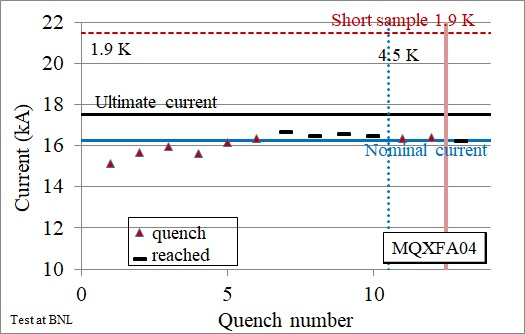 22
20
18
16
14
12
10
Current (kA)
Short sample 1.9 K
1.9 K
4.5 K
Ultimate current
Nominal current
quench
reached
MQXFA04
0
5
10
Test at BNL
Quench number